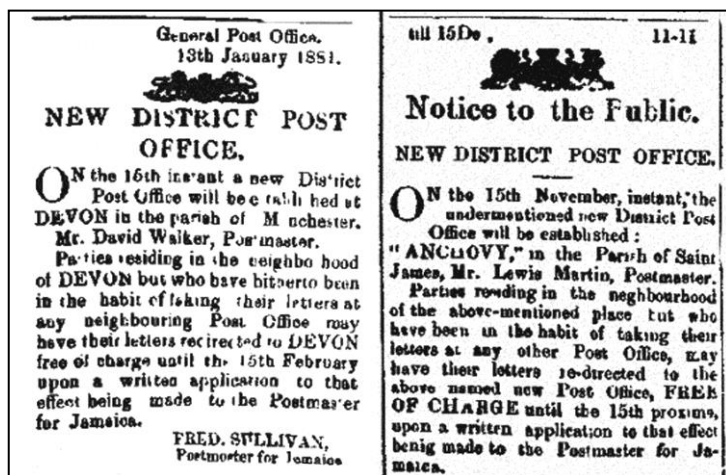 General Post Office.
13th January 1881.
NEW DISTRICT POST
OFFICE.
ON the 15th instant a new District
Post Office will be e tabli hed at
DEVON in the parish of M nchester.
Mr. David Walker, Postmaster.
Parties residing in the neighbo hood
of DEVON but who have hitherto been
in the habit of taking their letters at
any neighbouring Post Office may
have their letters redirected to DEVON
free of charge until the 15th February
upon a written application to that
effect being made to the Postmaster
for Jamaica.
FRED. SULLIVAN,
Postmaster for Jamaica
till 15De . 11-11
Notice to the Public.
NEW DISTRICT POST OFFICE.
ON the 15th November, instant, the
undermentioned new District Post
Office will be established :
"ANCHOVY," in the Parish of Saint
James, Mr. Lewis Martin, Postmaster.
Parties residing in the neghbourhood
of the above-mentioned place but who
have been in the habit of taking their
letters at any other Post Office, may
have their letters re-directed to the
above named new Post Office, FREE
OF CHARGE until the 15th proximo,
upon a written application to that effect
benig made to the Postmaster for Ja-
maica.